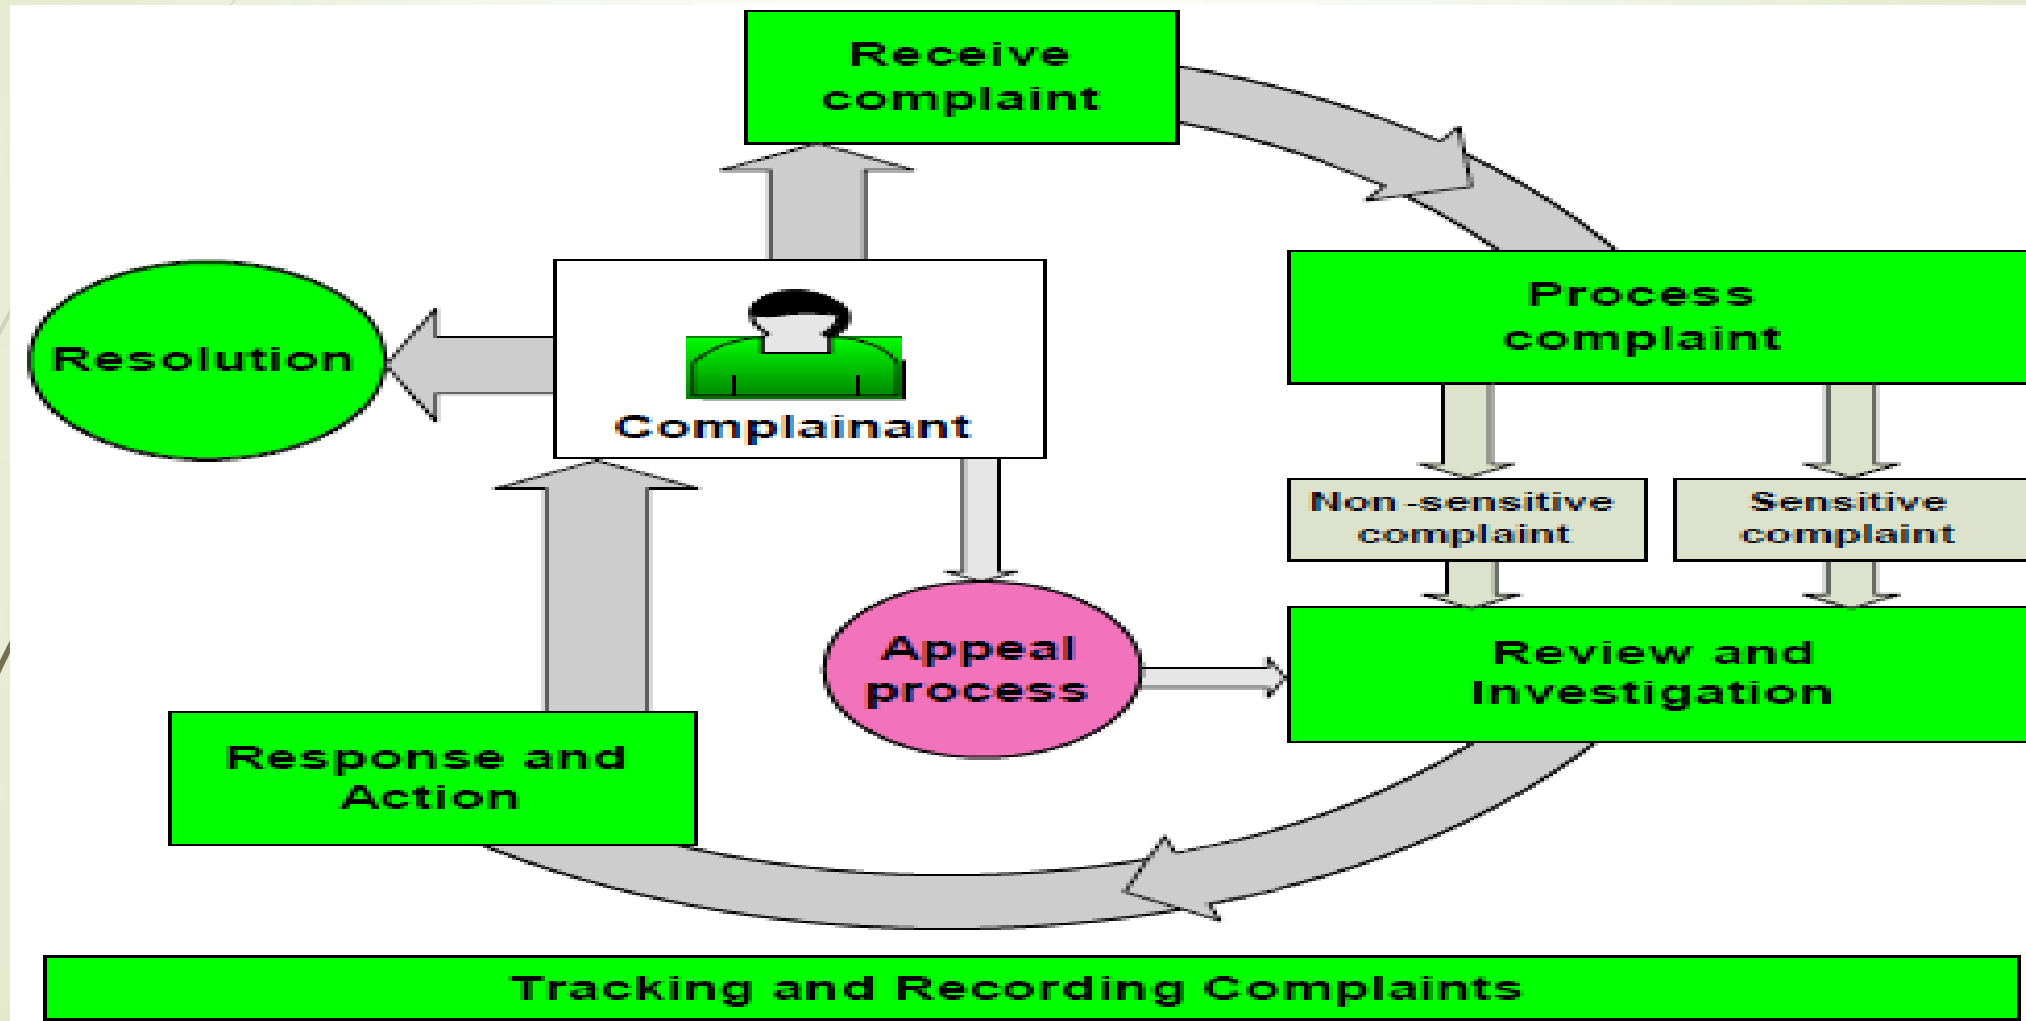 Receive
complaint
Process
complaint
Resolution
Complainant
Non-sensitive
complaint
Sensitive
complaint
Appeal
process
Review and
Investigation
Response and
Action
Tracking and Recording Complaints